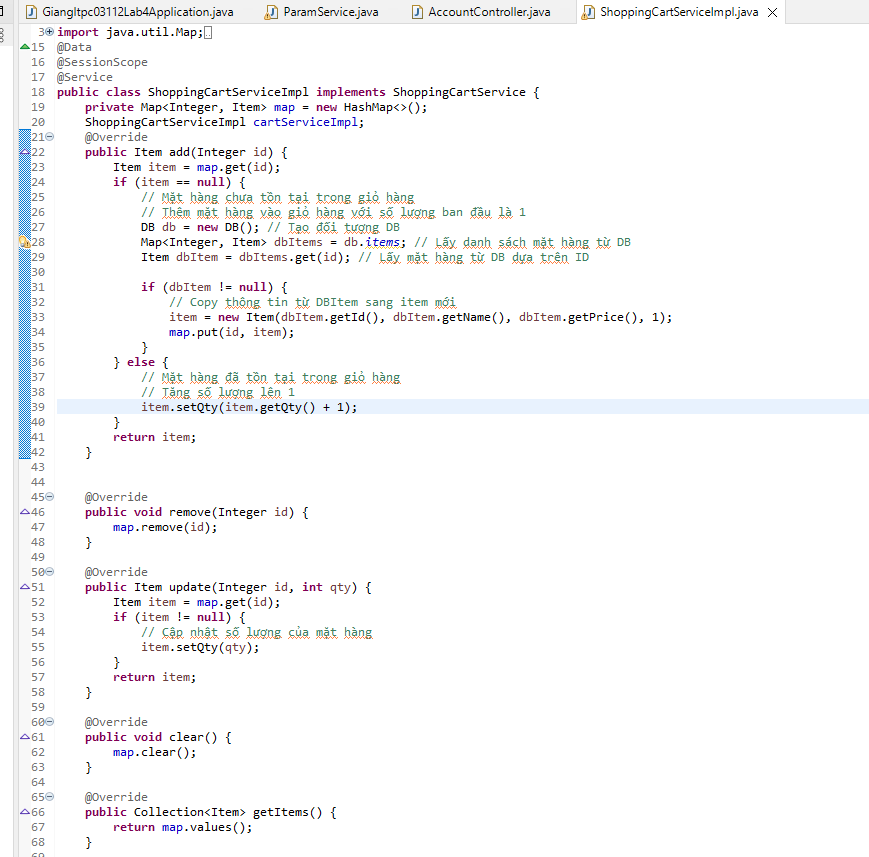 Giangltpc03112Lab4Application.java ParamService.java AccountController.java ShoppingCartServiceImpl.java
3 import java.util.Map;
15 @Data
16 @SessionScope
17 @Service
18 public class ShoppingCartServiceImpl implements ShoppingCartService {
19 private Map<Integer, Item> map = new HashMap<>();
20 ShoppingCartServiceImpl cartServiceImpl;
21 @Override
22 public Item add(Integer id) {
23 Item item = map.get(id);
24 if (item == null) {
25 // Mặt hàng chưa tồn tại trong giỏ hàng
26 // Thêm mặt hàng vào giỏ hàng với số lượng ban đầu là 1
27 DB db = new DB(); // Tạo đối tượng DB
28 Map<Integer, Item> dbItems = db.items; // Lấy danh sách mặt hàng từ DB
29 Item dbItem = dbItems.get(id); // Lấy mặt hàng từ DB dựa trên ID
30
31 if (dbItem != null) {
32 // Copy thông tin từ DBItem sang item mới
33 item = new Item(dbItem.getId(), dbItem.getName(), dbItem.getPrice(), 1);
34 map.put(id, item);
35 }
36 } else {
37 // Mặt hàng đã tồn tại trong giỏ hàng
38 // Tăng số lượng lên 1
39 item.setQty(item.getQty() + 1);
40 }
41 return item;
42 }
43
44
45 @Override
46 public void remove(Integer id) {
47 map.remove(id);
48 }
49
50 @Override
51 public Item update(Integer id, int qty) {
52 Item item = map.get(id);
53 if (item != null) {
54 // Cập nhật số lượng của mặt hàng
55 item.setQty(qty);
56 }
57 return item;
58 }
59
60 @Override
61 public void clear() {
62 map.clear();
63 }
64
65 @Override
66 public Collection<Item> getItems() {
67 return map.values();
68 }
69